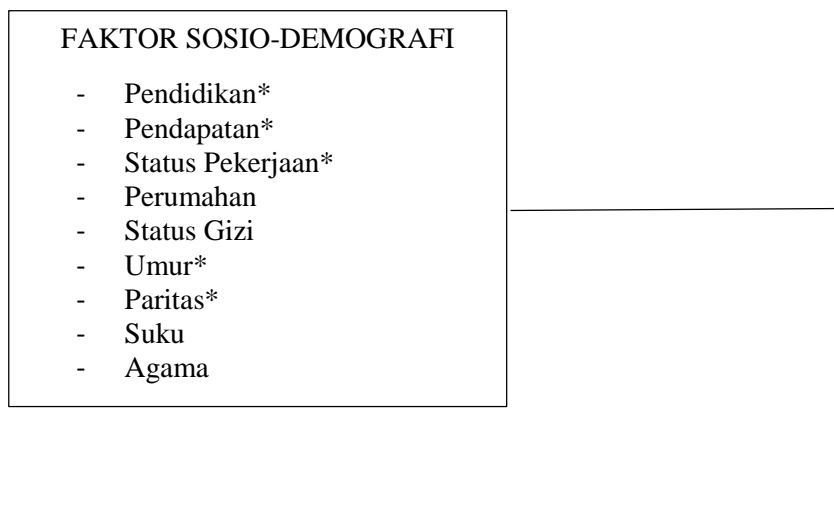 FAKTOR SOSIO-DEMOGRAFI
- Pendidikan*
- Pendapatan*
- Status Pekerjaan*
- Perumahan
- Status Gizi
- Umur*
- Paritas*
- Suku
- Agama